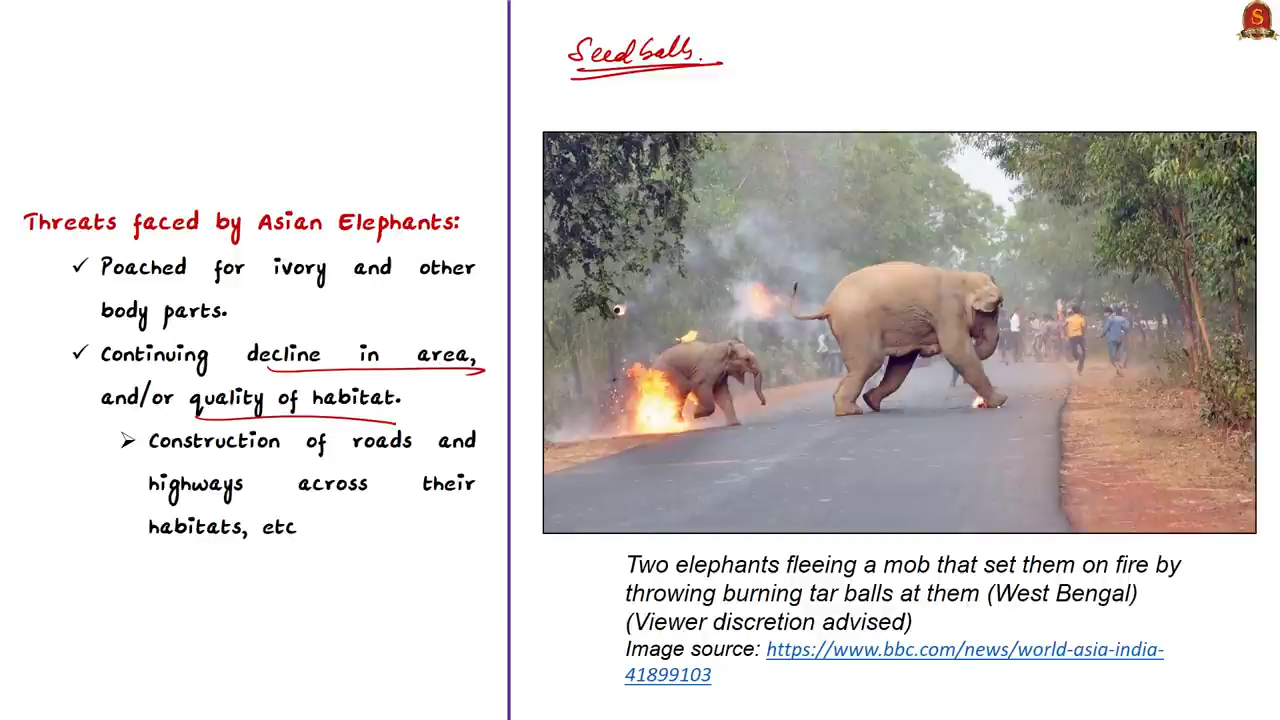 Seedballs.
Threats faced by Asian Elephants:
✓ Poached for ivory and other
body parts.
✓ Continuing decline in area,
and/or quality of habitat.
➢ Construction of roads and
highways across their
habitats, etc
Two elephants fleeing a mob that set them on fire by
throwing burning tar balls at them (West Bengal)
(Viewer discretion advised)
Image source: https://www.bbc.com/news/world-asia-india-
41899103